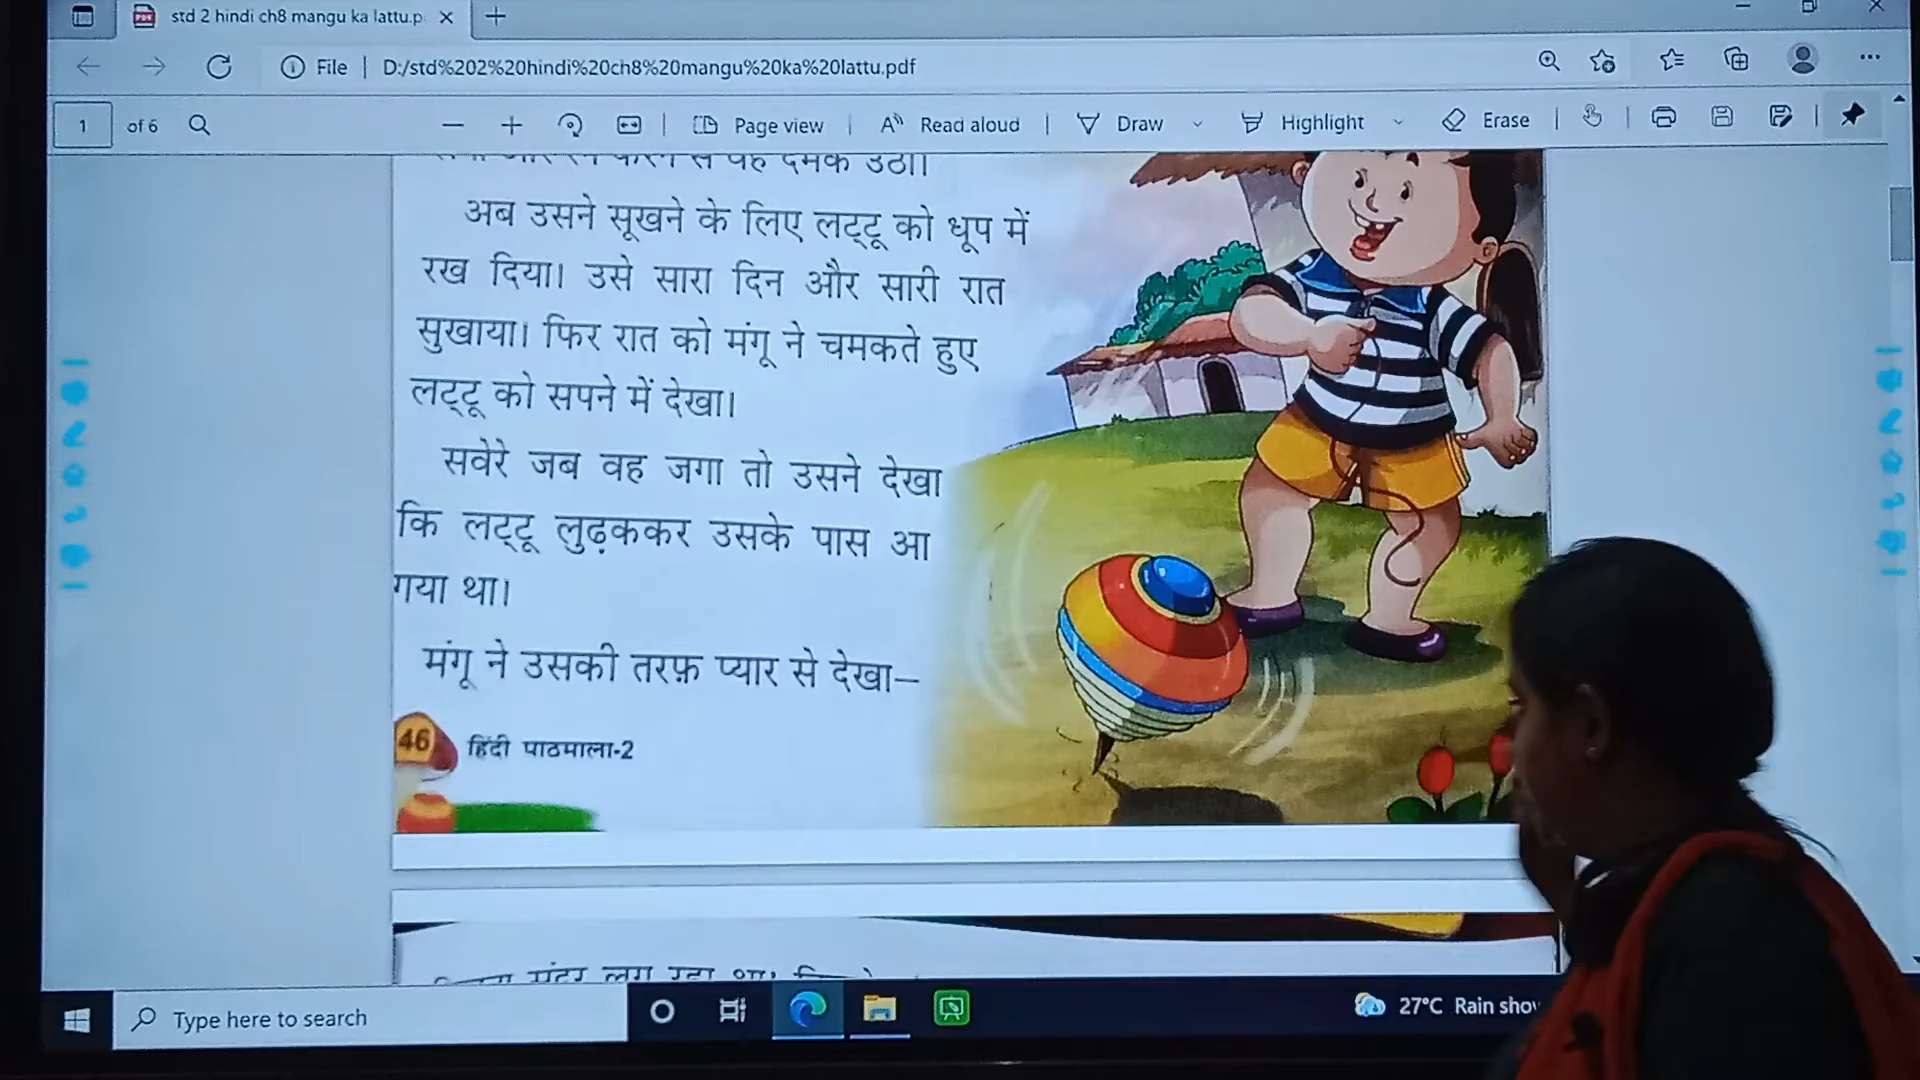 std 2 hindi ch8 mangu ka lattu.p
File | D:/std%202%20hindi%20ch8%20mangu%20ka%20lattu.pdf
1 of 6 Page view Read aloud Draw Highlight Erase
से वह दमक उठा।
अब उसने सूखने के लिए लट्टू को धूप में
रख दिया। उसे सारा दिन और सारी रात
सुखाया। फिर रात को मंगू ने चमकते हुए
लट्टू को सपने में देखा।
सवेरे जब वह जगा तो उसने देखा
कि लट्टू लुढ़ककर उसके पास आ
गया था।
मंगू ने उसकी तरफ़ प्यार से देखा–
46 हिंदी पाठमाला-2
Type here to search
27°C Rain sho